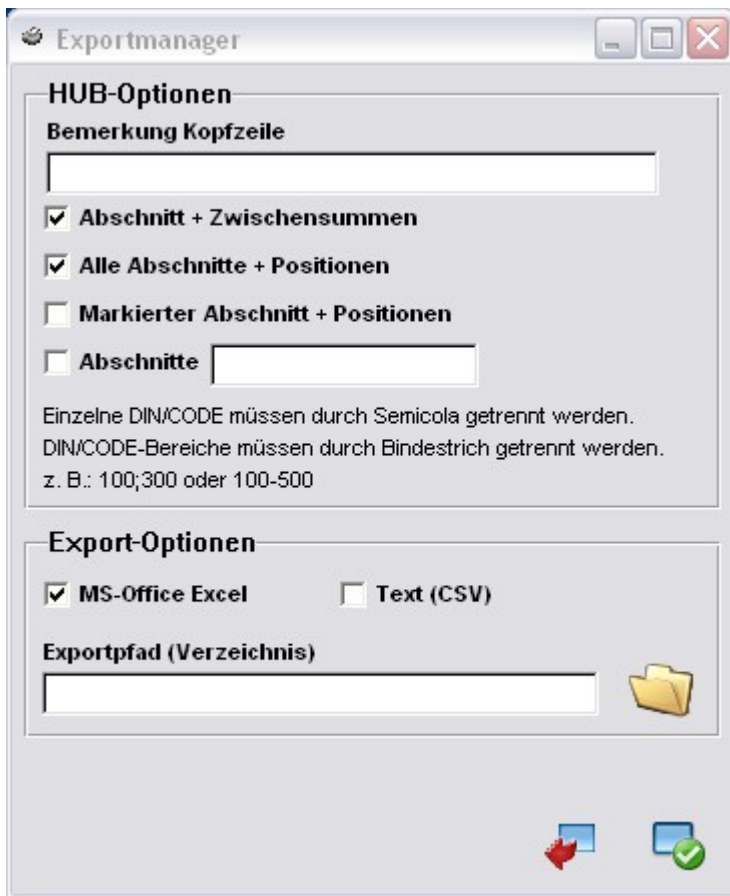 Exportmanager
HUB-Optionen
Bemerkung Kopfzeile
Abschnitt + Zwischensummen
Alle Abschnitte + Positionen
Markierter Abschnitt + Positionen
Abschnitte
Einzelne DIN/CODE müssen durch Semicola getrennt werden.
DIN/CODE-Bereiche müssen durch Bindestrich getrennt werden.
z. B.: 100;300 oder 100-500
Export-Optionen
MS-Office Excel Text (CSV)
Exportpfad (Verzeichnis)